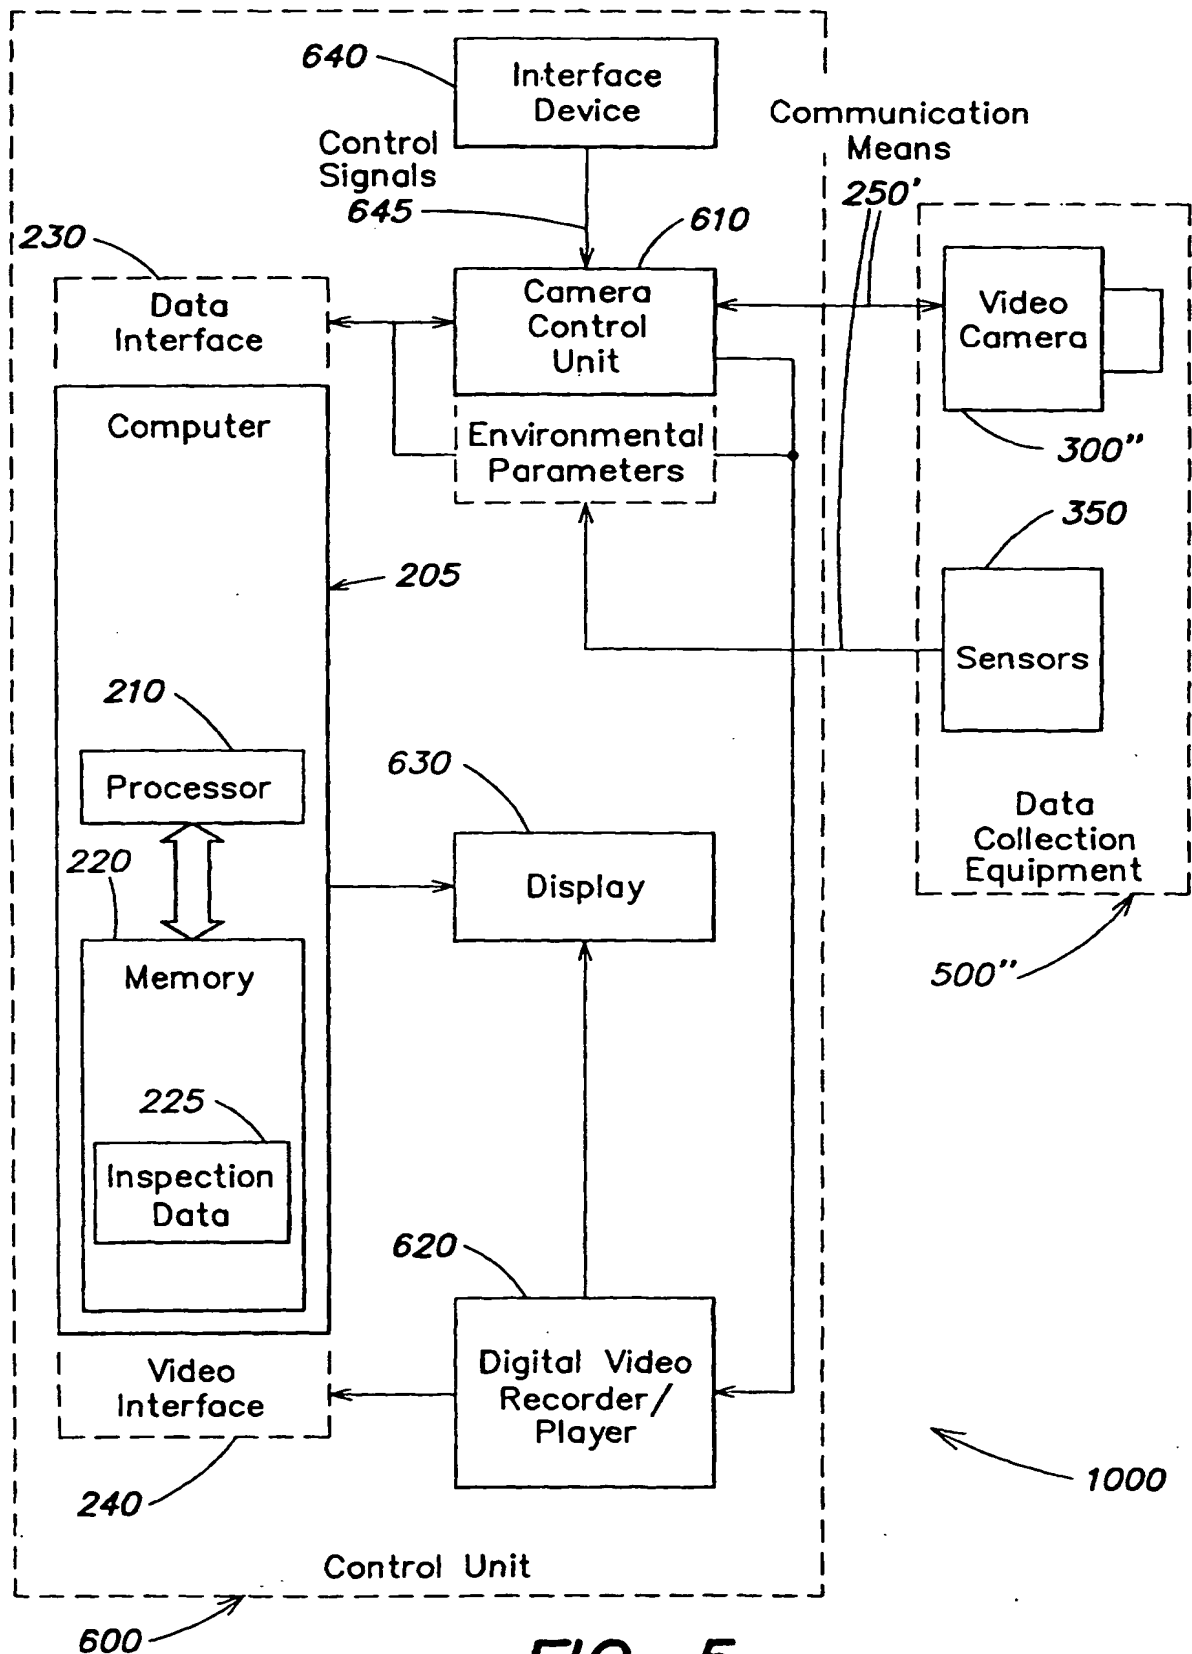 640
Interface
Device
Communication
Means
250'
Control
Signals
645
610
230
Data
Interface
Camera
Control
Unit
Video
Camera
300"
Computer
Environmental
Parameters
350
205
Sensors
210
Processor
630
Data
Collection
Equipment
220
Display
500"
Memory
225
Inspection
Data
620
Digital Video
Recorder/
Player
Video
Interface
240
1000
Control Unit
600
FIG. 5